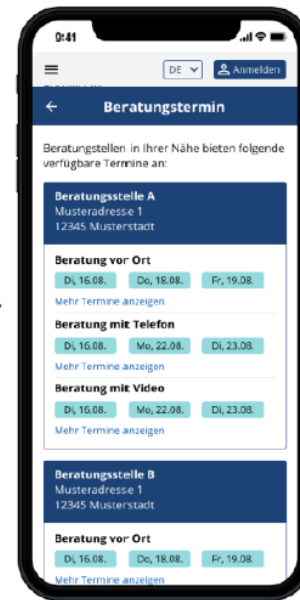 9:41
DE
Anmelden
Beratungstermin
Beratungstellen in Ihrer Nähe bieten folgende
verfügbare Termine an:
Beratungsstelle A
Musteradresse 1
12345 Musterstadt
Beratung vor Ort
Di, 16.08. Do, 18.08. Fr, 19.08.
Mehr Termine anzeigen
Beratung mit Telefon
Di, 16.08. Mo, 22.08. Di, 23.08.
Mehr Termine anzeigen
Beratung mit Video
Di, 16.08. Mo, 22.08. Di, 23.08.
Mehr Termine anzeigen
Beratungsstelle B
Musteradresse 1
12345 Musterstadt
Beratung vor Ort
Di, 16.08. Do, 18.08. Fr, 19.08.
Mehr Termine anzeigen